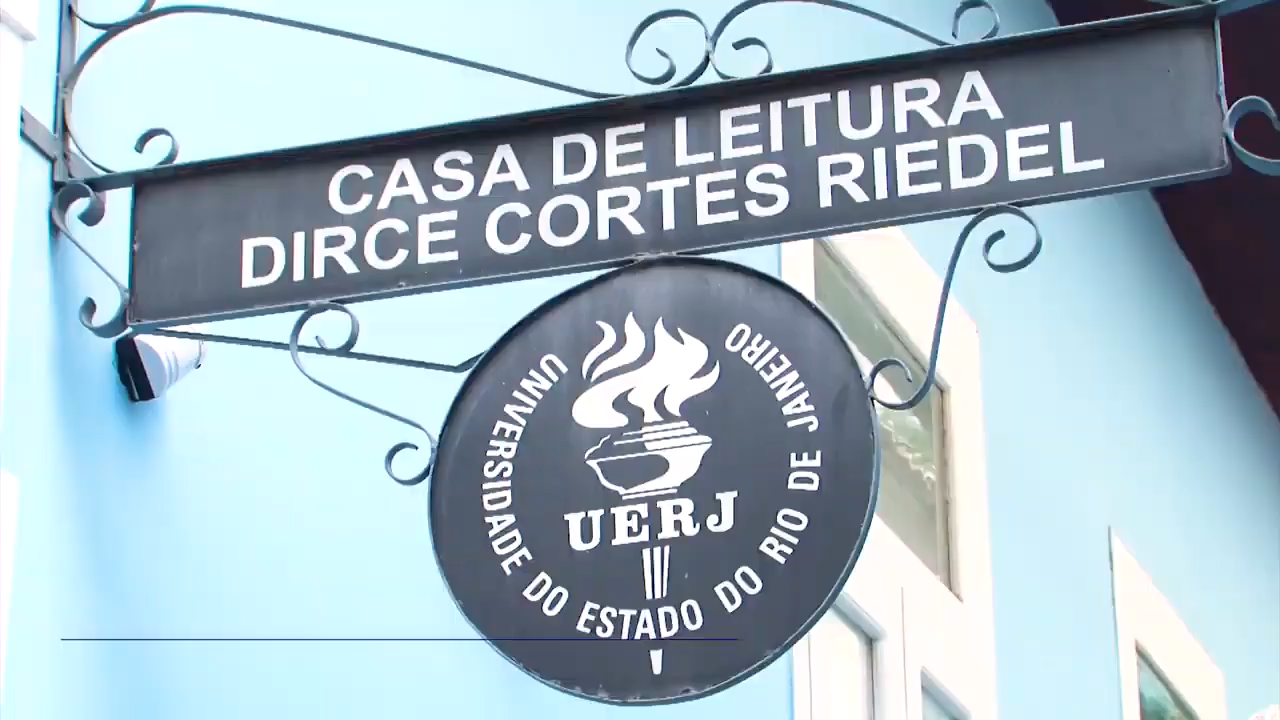 CASA DE LEITURA
DIRCE CORTES RIEDEL
UNIVERSIDADE DO ESTADO DO RIO DE JANEIRO
UERJ